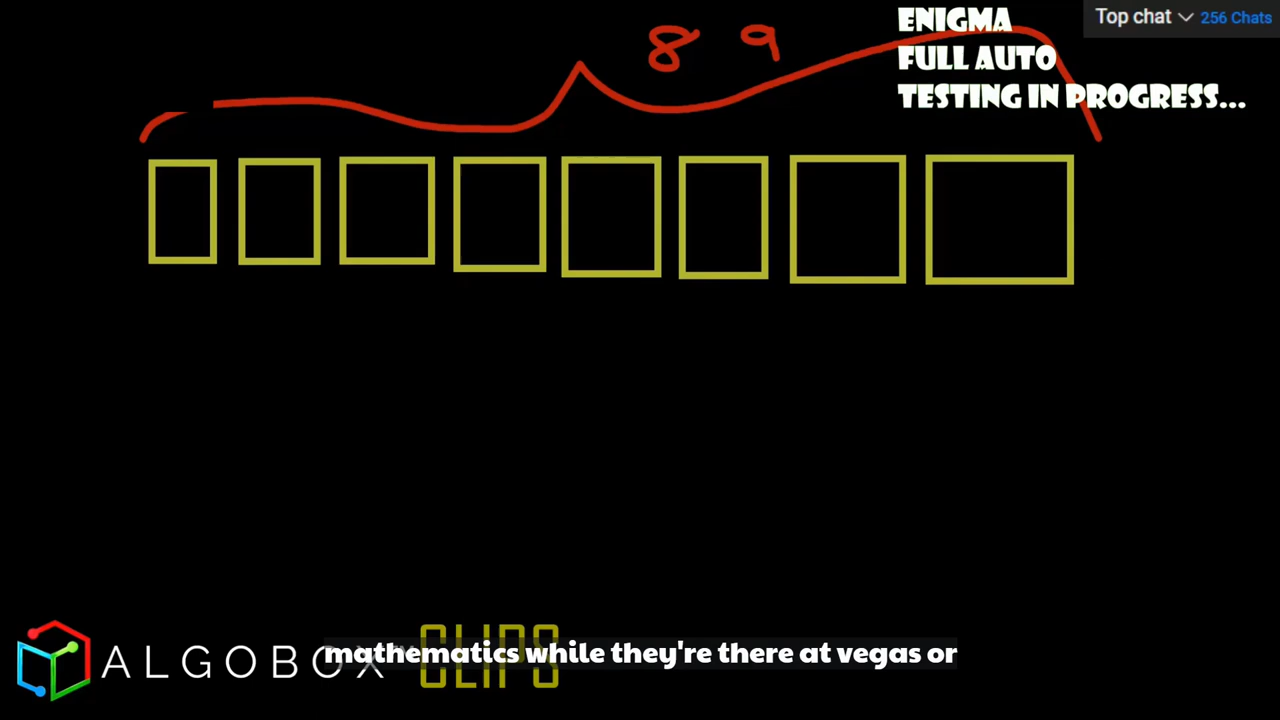 8 9
ENIGMA
FULL AUTO
TESTING IN PROGRESS...
Top chat 256 Chats
ALGOBOX CLIPS
mathematics while they're there at vegas or